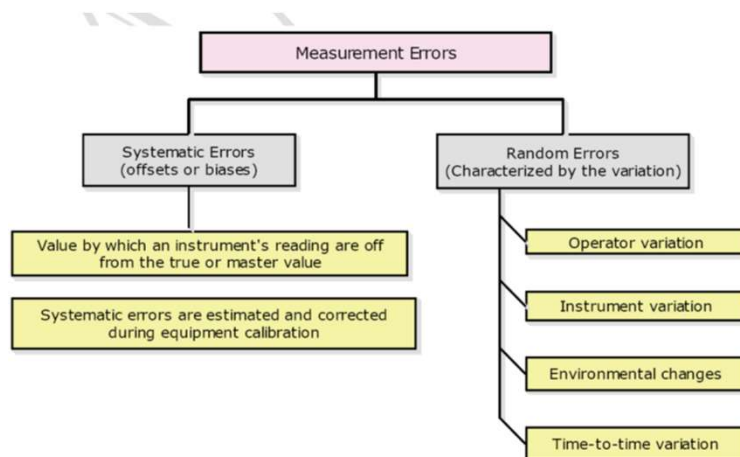 Measurement Errors
Systematic Errors
(offsets or biases)
Random Errors
(Characterized by the variation)
Value by which an instrument's reading are off
from the true or master value
Systematic errors are estimated and corrected
during equipment calibration
Operator variation
Instrument variation
Environmental changes
Time-to-time variation